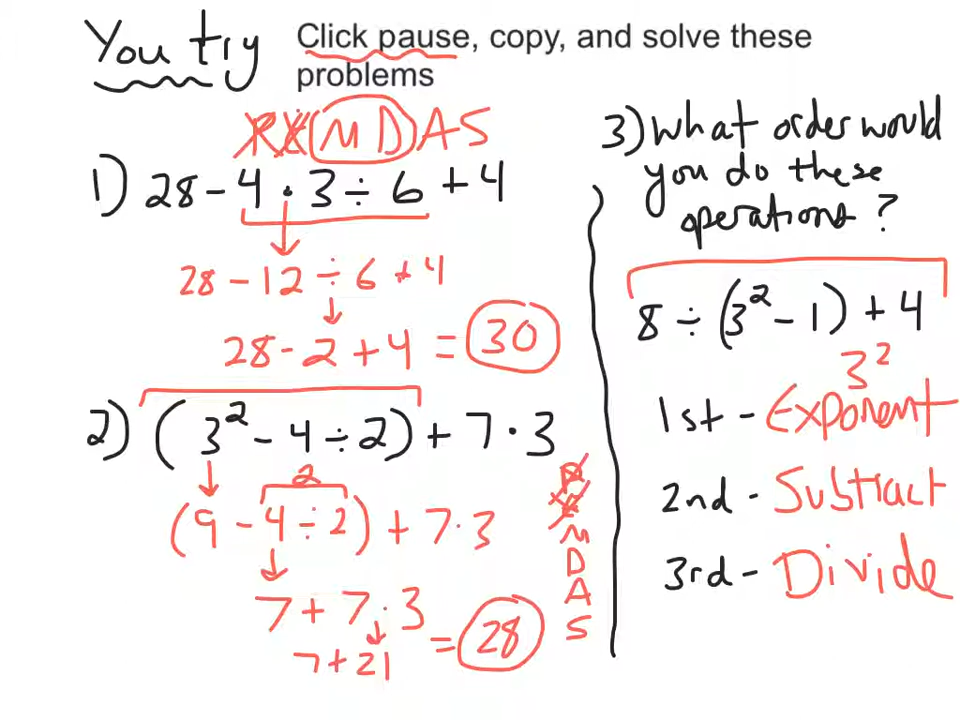 You try
Click pause, copy, and solve these
problems
PE(MD)AS
1) 28 - 4 · 3 ÷ 6 + 4
28 - 12 ÷ 6 + 4
28 - 2 + 4 = 30
2) (3² - 4 ÷ 2) + 7 · 3
2
(9 - 4 ÷ 2) + 7 · 3
7 + 7 · 3
7 + 21 = 28
P
E
M
D
A
S
3) What order would
you do these
operations?
8 ÷ (3² - 1) + 4
3²
1st - Exponent
2nd - Subtract
3rd - Divide